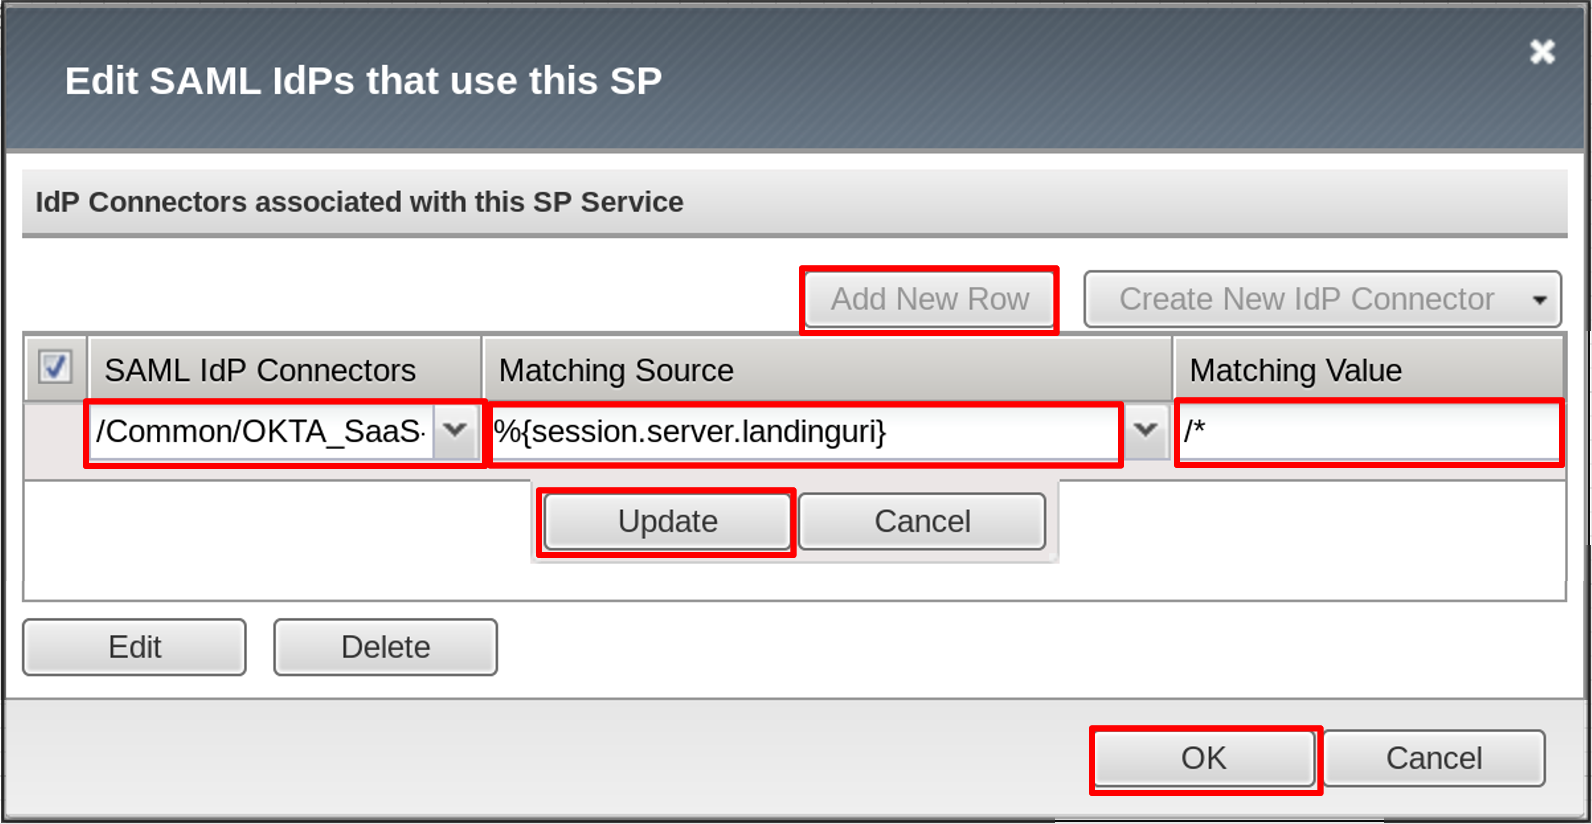 Edit SAML IdPs that use this SP
IdP Connectors associated with this SP Service
Add New Row
Create New IdP Connector
SAML IdP Connectors
Matching Source
Matching Value
/Common/OKTA_SaaS-
%{session.server.landinguri}
/*
Update
Cancel
Edit
Delete
OK
Cancel